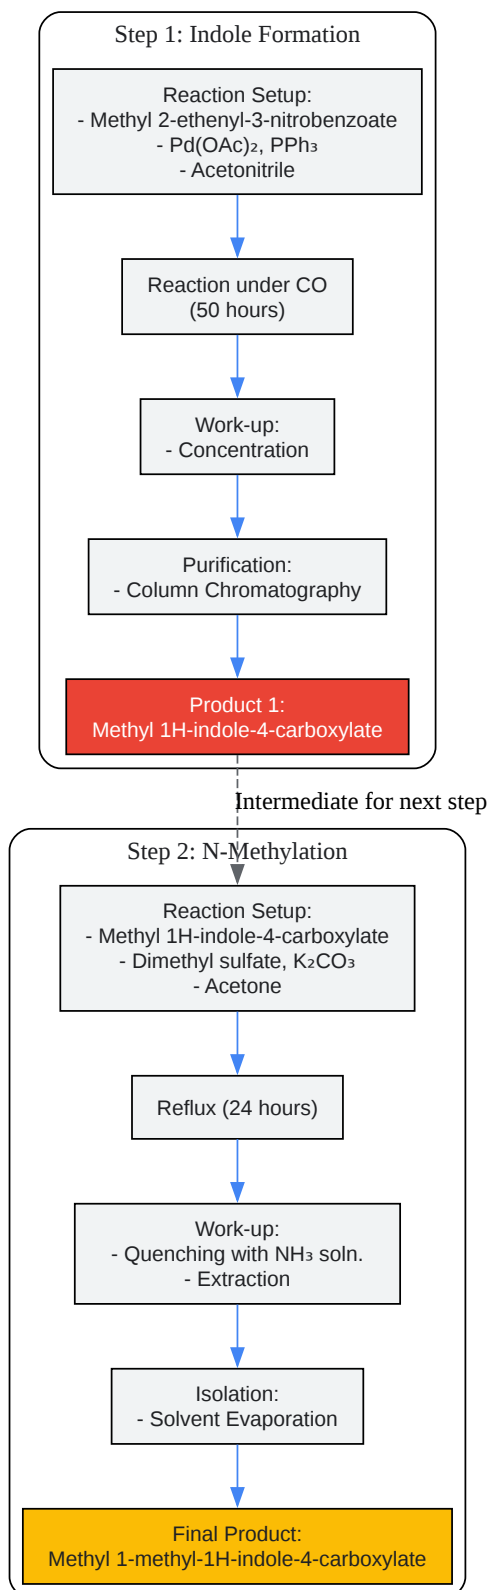 Step 1: Indole Formation
Reaction Setup:
- Methyl 2-ethenyl-3-nitrobenzoate
- Pd(OAc)₂, PPh₃
- Acetonitrile
Reaction under CO
(50 hours)
Work-up:
- Concentration
Purification:
- Column Chromatography
Product 1:
Methyl 1H-indole-4-carboxylate
Intermediate for next step
Step 2: N-Methylation
Reaction Setup:
- Methyl 1H-indole-4-carboxylate
- Dimethyl sulfate, K₂CO₃
- Acetone
Reflux (24 hours)
Work-up:
- Quenching with NH₃ soln.
- Extraction
Isolation:
- Solvent Evaporation
Final Product:
Methyl 1-methyl-1H-indole-4-carboxylate